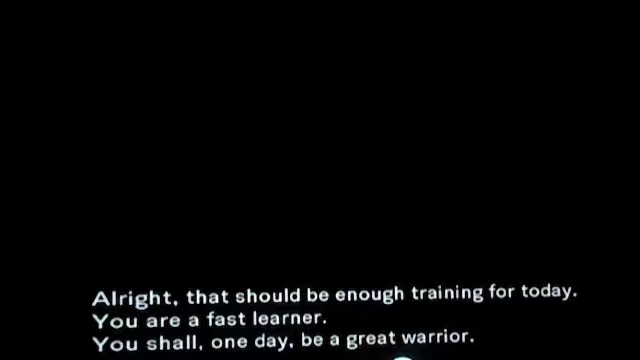 Alright, that should be enough training for today.
You are a fast learner.
You shall, one day, be a great warrior.